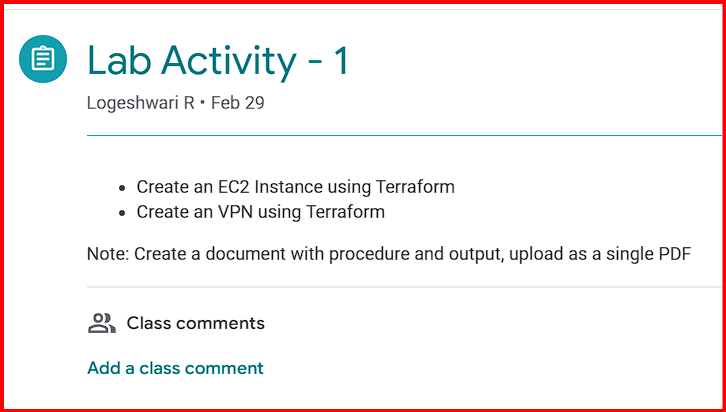 Lab Activity - 1
Logeshwari R • Feb 29
• Create an EC2 Instance using Terraform
• Create an VPN using Terraform
Note: Create a document with procedure and output, upload as a single PDF
Class comments
Add a class comment